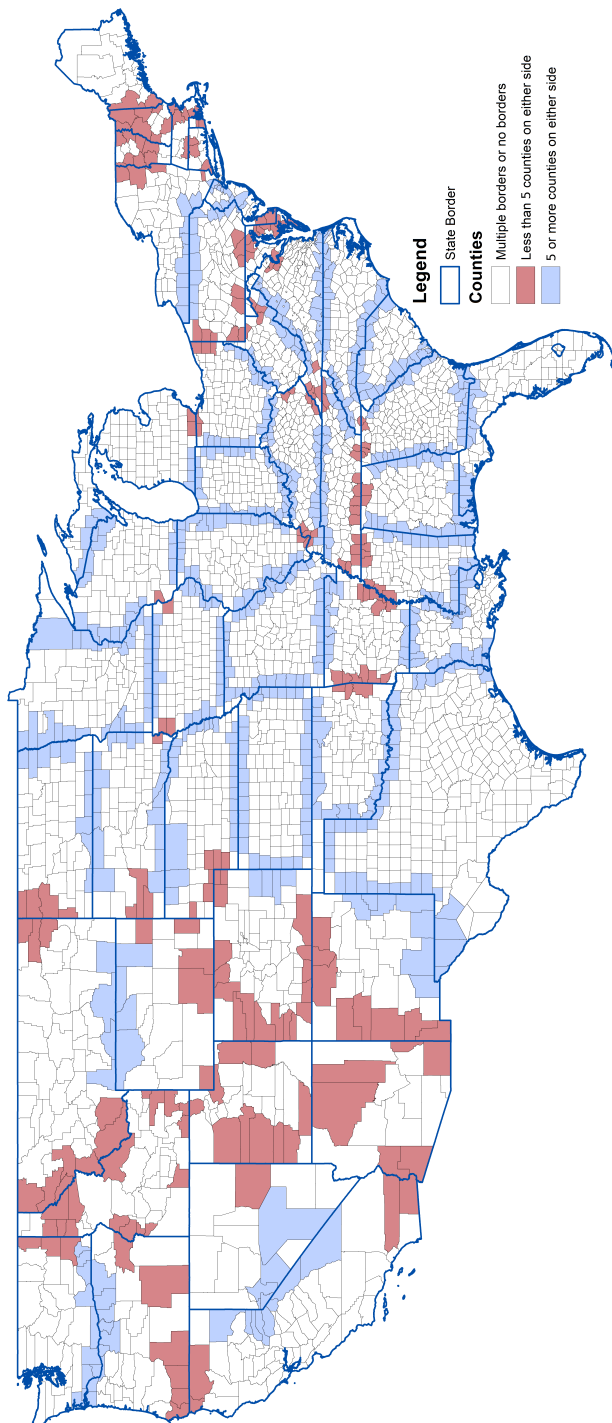 Legend
State Border
Counties
Multiple borders or no borders
Less than 5 counties on either side
5 or more counties on either side